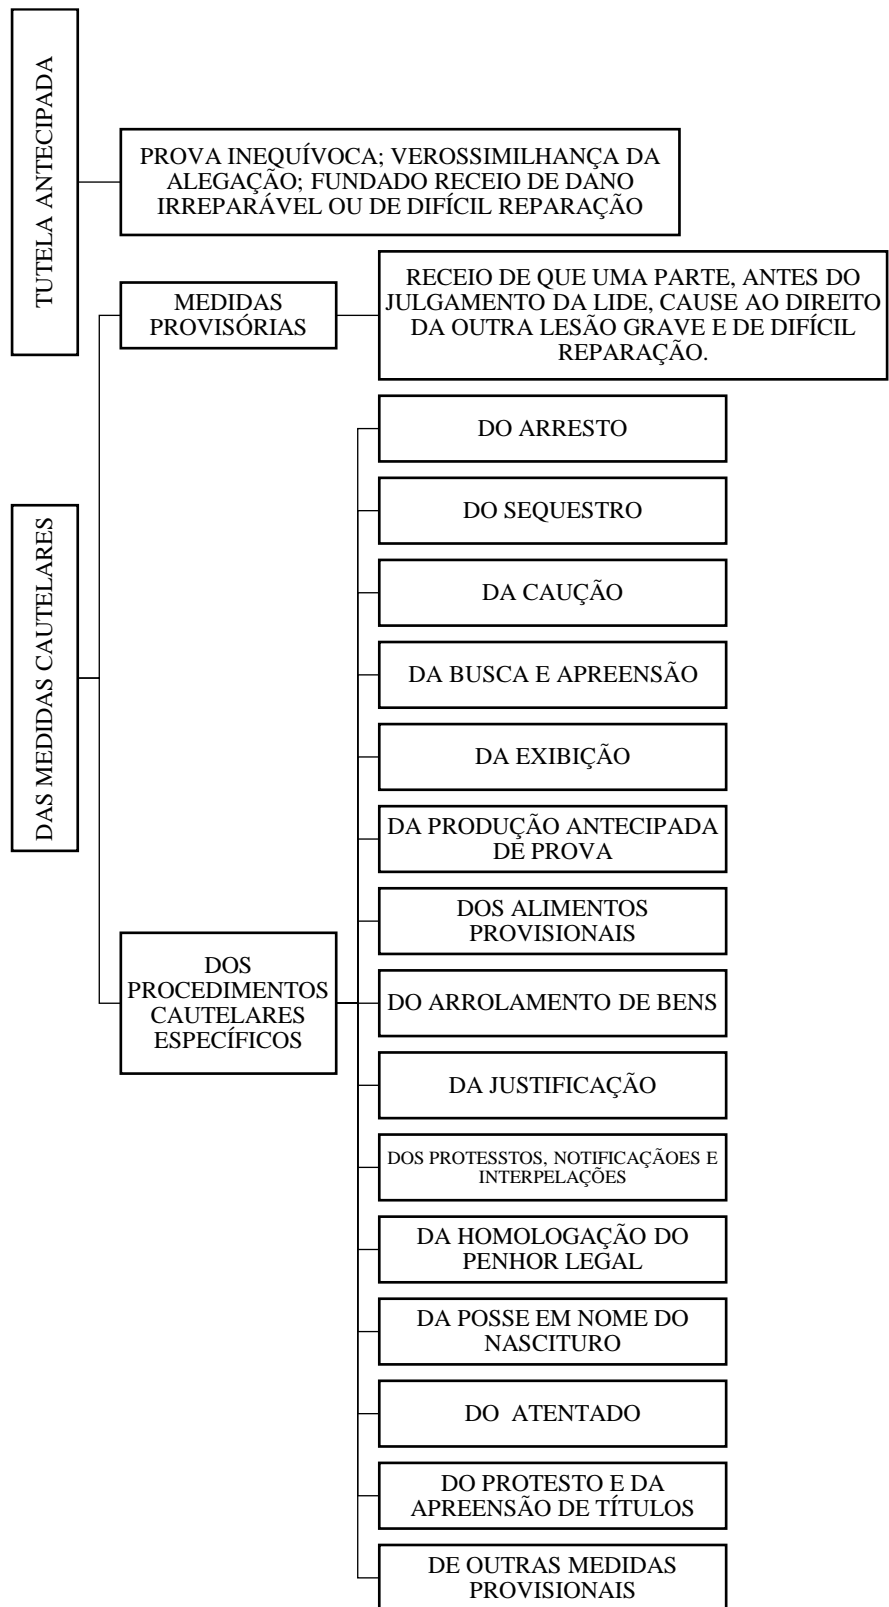 TUTELA ANTECIPADA
PROVA INEQUÍVOCA; VEROSSIMILHANÇA DA
ALEGAÇÃO; FUNDADO RECEIO DE DANO
IRREPARÁVEL OU DE DIFÍCIL REPARAÇÃO
DAS MEDIDAS CAUTELARES
MEDIDAS
PROVISÓRIAS
RECEIO DE QUE UMA PARTE, ANTES DO
JULGAMENTO DA LIDE, CAUSE AO DIREITO
DA OUTRA LESÃO GRAVE E DE DIFÍCIL
REPARAÇÃO.
DOS
PROCEDIMENTOS
CAUTELARES
ESPECÍFICOS
DO ARRESTO
DO SEQUESTRO
DA CAUÇÃO
DA BUSCA E APREENSÃO
DA EXIBIÇÃO
DA PRODUÇÃO ANTECIPADA
DE PROVA
DOS ALIMENTOS
PROVISIONAIS
DO ARROLAMENTO DE BENS
DA JUSTIFICAÇÃO
DOS PROTESSTOS, NOTIFICAÇÃOES E
INTERPELAÇÕES
DA HOMOLOGAÇÃO DO
PENHOR LEGAL
DA POSSE EM NOME DO
NASCITURO
DO ATENTADO
DO PROTESTO E DA
APREENSÃO DE TÍTULOS
DE OUTRAS MEDIDAS
PROVISIONAIS